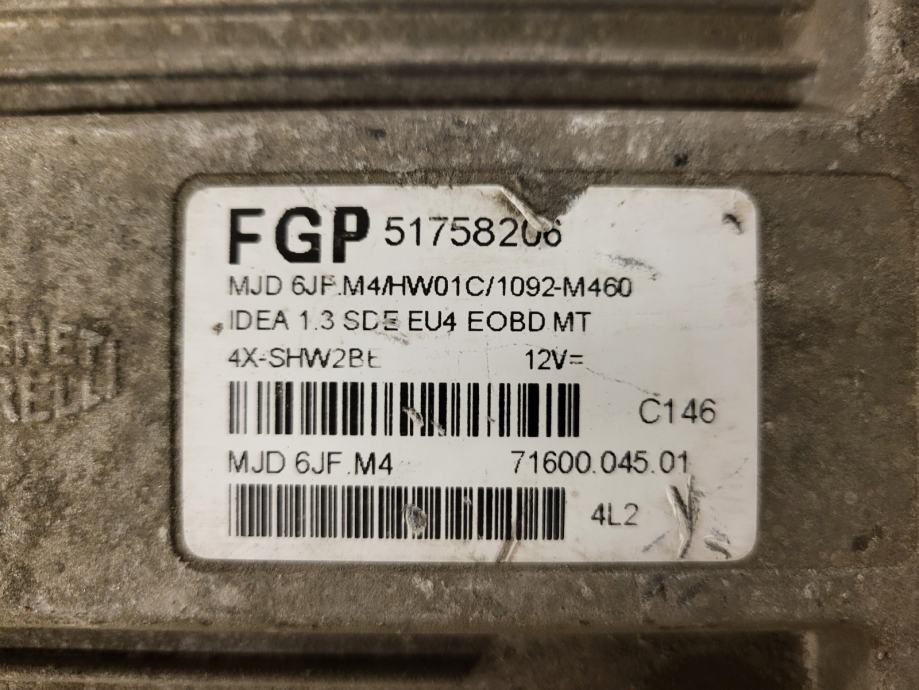 FGP 51758206
MJD 6JF.M4/HW01C/1092-M460
IDEA 1.3 SDE EU4 EOBD MT
4X-SHW2BE 12V=
C146
MJD 6JF.M4 71600.045.01
4L2